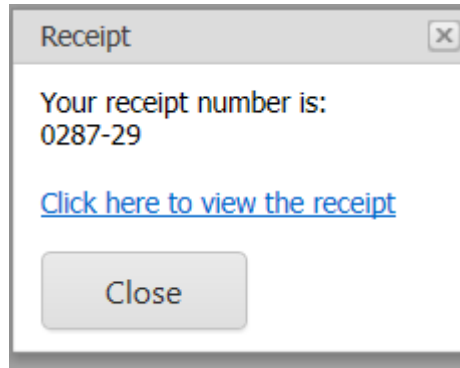 Receipt
Your receipt number is:
0287-29
Click here to view the receipt
Close